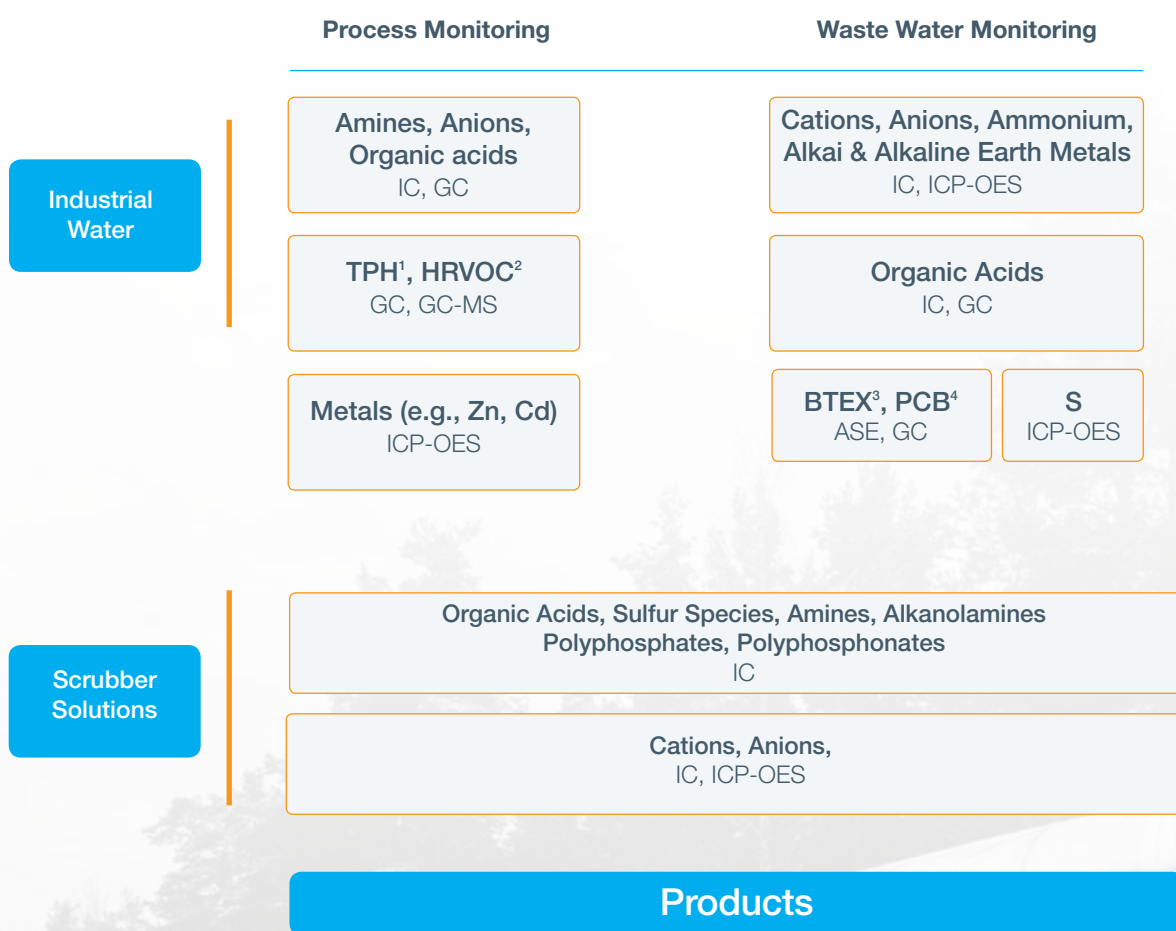 Process Monitoring
Waste Water Monitoring
Industrial
Water
Amines, Anions,
Organic acids
IC, GC
Cations, Anions, Ammonium,
Alkai & Alkaline Earth Metals
IC, ICP-OES
TPH¹, HRVOC²
GC, GC-MS
Organic Acids
IC, GC
Metals (e.g., Zn, Cd)
ICP-OES
BTEX³, PCB⁴
ASE, GC
S
ICP-OES
Scrubber
Solutions
Organic Acids, Sulfur Species, Amines, Alkanolamines
Polyphosphates, Polyphosphonates
IC
Cations, Anions,
IC, ICP-OES
Products